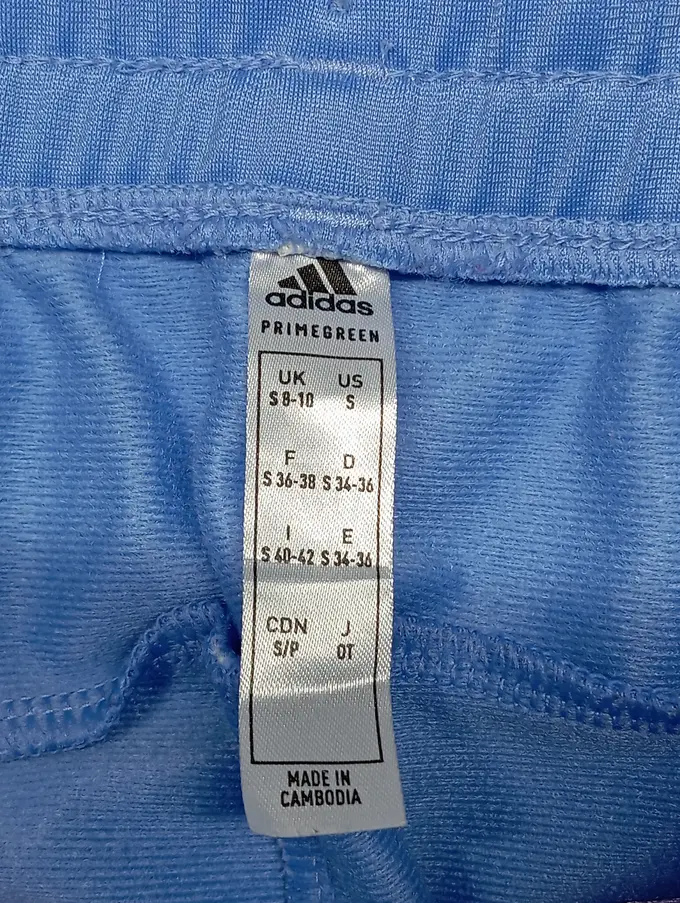 adidas
PRIMEGREEN
UK US
S 8-10 S
F D
S 36-38 S 34-36
I E
S 40-42 S 34-36
CDN J
S/P OT
MADE IN
CAMBODIA